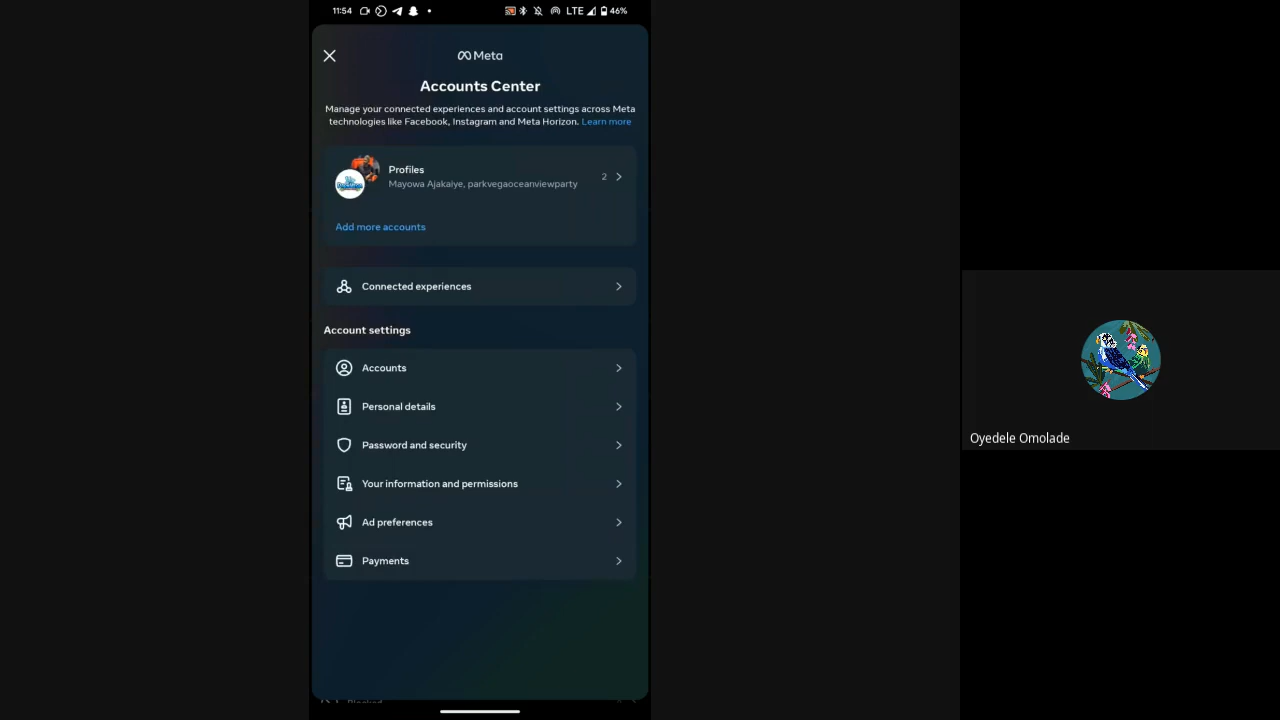 11:54
LTE 46%
Meta
Accounts Center
Manage your connected experiences and account settings across Meta
technologies like Facebook, Instagram and Meta Horizon. Learn more
Profiles
Mayowa Ajakaiye, parkvegaoceanviewparty
2
Add more accounts
Connected experiences
Account settings
Accounts
Personal details
Password and security
Your information and permissions
Ad preferences
Payments
Oyedele Omolade